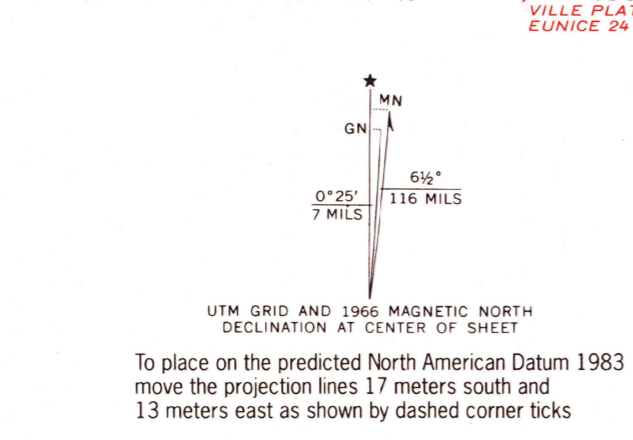 VILLE PLAT
EUNICE 24
★
MN
GN
6½°
116 MILS
0°25′
7 MILS
UTM GRID AND 1966 MAGNETIC NORTH
DECLINATION AT CENTER OF SHEET
To place on the predicted North American Datum 1983
move the projection lines 17 meters south and
13 meters east as shown by dashed corner ticks